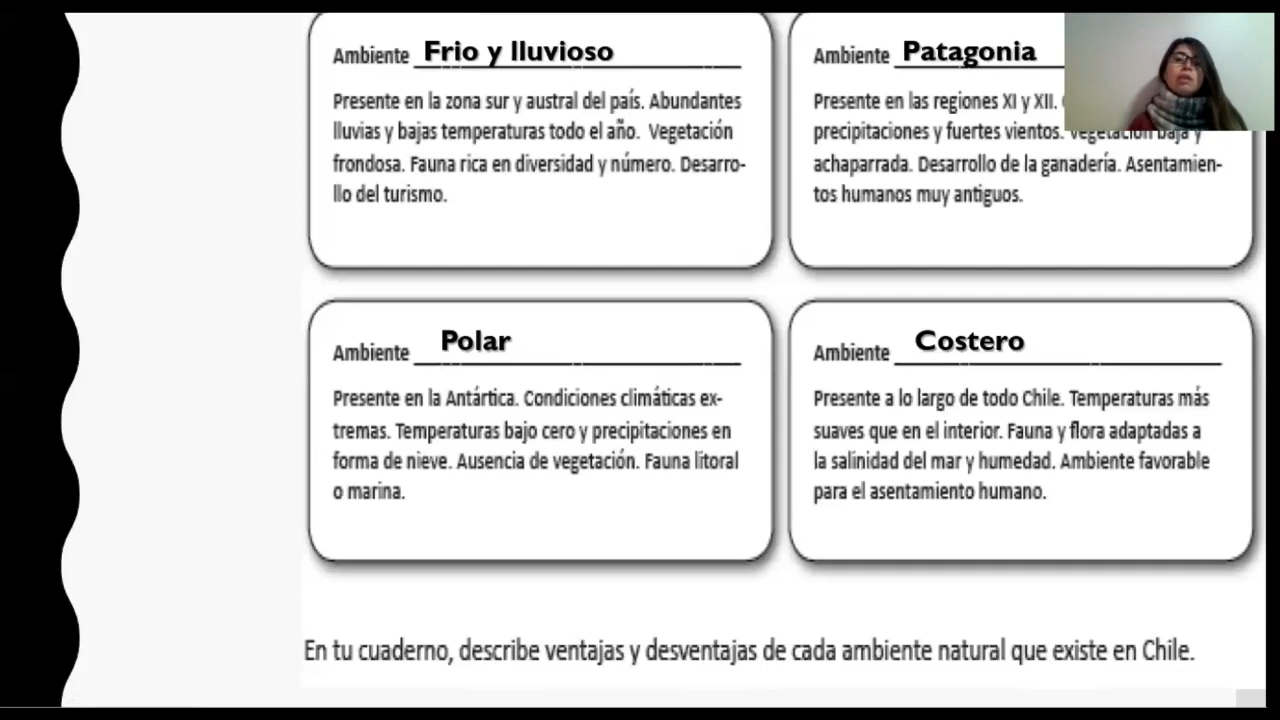 Ambiente Frio y lluvioso
Presente en la zona sur y austral del país. Abundantes
lluvias y bajas temperaturas todo el año. Vegetación
frondosa. Fauna rica en diversidad y número. Desarro-
llo del turismo.
Ambiente Patagonia
Presente en las regiones XI y XII.
precipitaciones y fuertes vientos. Vegetación baja y
achaparrada. Desarrollo de la ganadería. Asentamien-
tos humanos muy antiguos.
Ambiente Polar
Presente en la Antártica. Condiciones climáticas ex-
tremas. Temperaturas bajo cero y precipitaciones en
forma de nieve. Ausencia de vegetación. Fauna litoral
o marina.
Ambiente Costero
Presente a lo largo de todo Chile. Temperaturas más
suaves que en el interior. Fauna y flora adaptadas a
la salinidad del mar y humedad. Ambiente favorable
para el asentamiento humano.
En tu cuaderno, describe ventajas y desventajas de cada ambiente natural que existe en Chile.